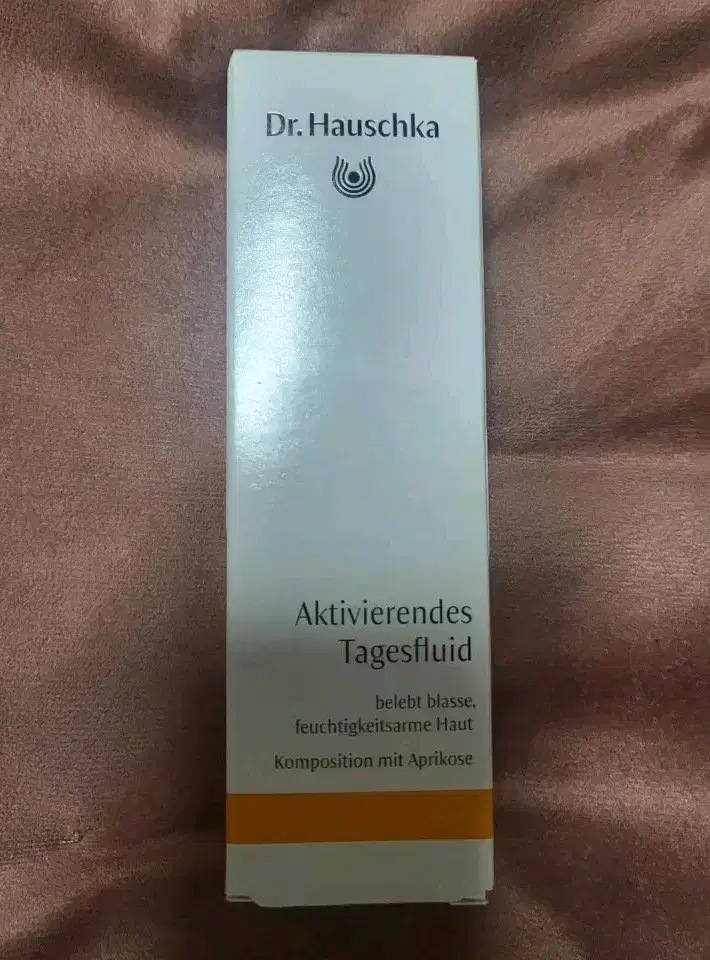 Dr. Hauschka
Aktivierendes
Tagesfluid
belebt blasse,
feuchtigkeitsarme Haut
Komposition mit Aprikose